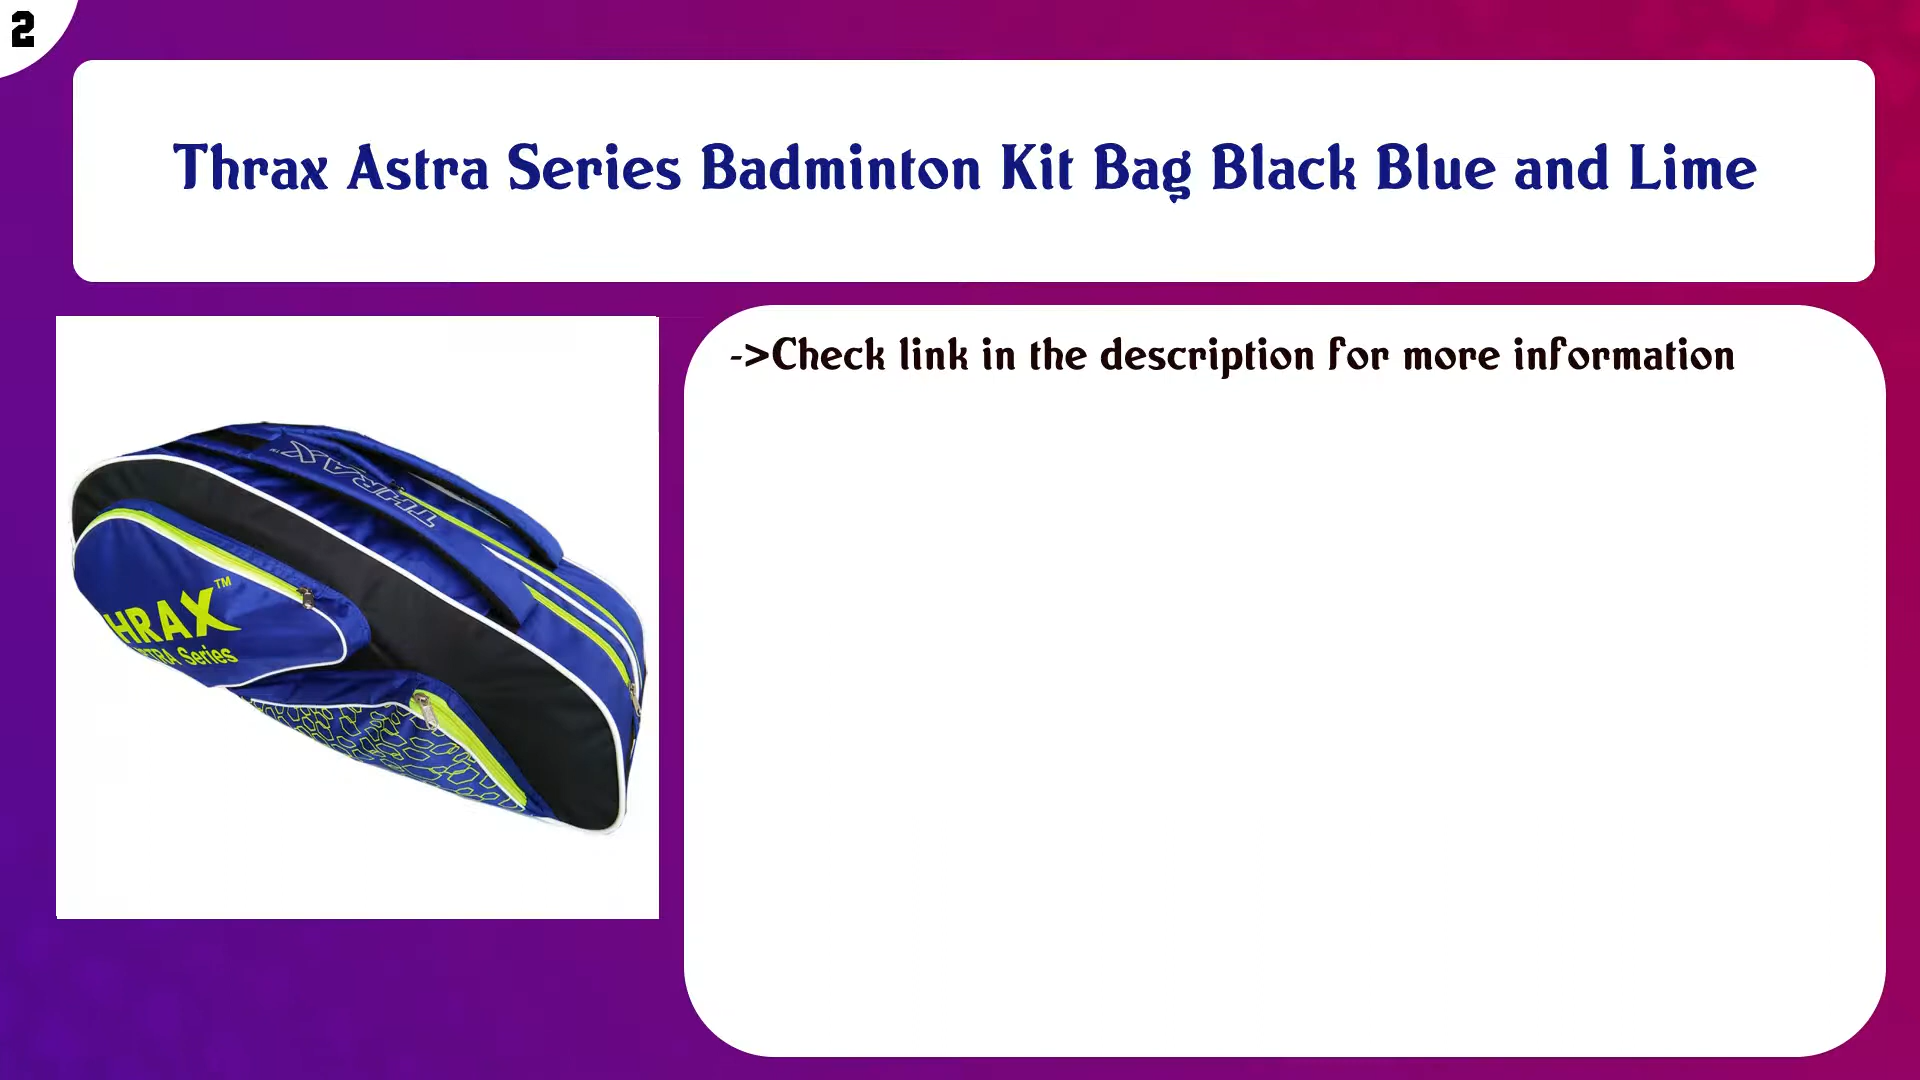 2
Thrax Astra Series Badminton Kit Bag Black Blue and Lime
->Check link in the description for more information
THRAX™
HRAX™
Series